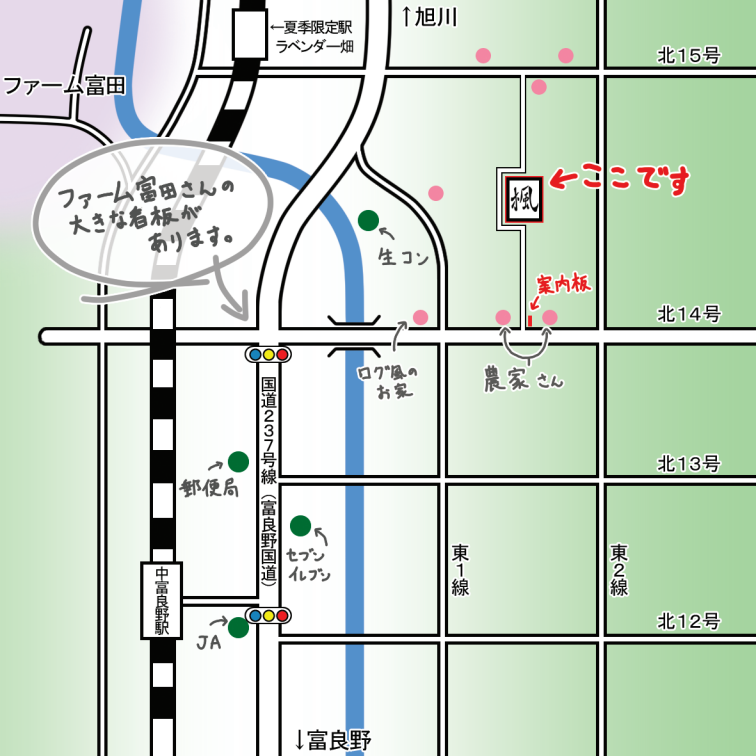 ↑旭川
←夏季限定駅
ラベンダー畑
北15号
ファーム富田
ファーム富田さんの
大きな看板が
あります。
楓
←ここです
生コン
案内板
北14号
ログ風の
お家
農家さん
国道237号線(富良野国道)
北13号
郵便局
セブン
イレブン
東1線
東2線
中富良野駅
北12号
JA
↓富良野